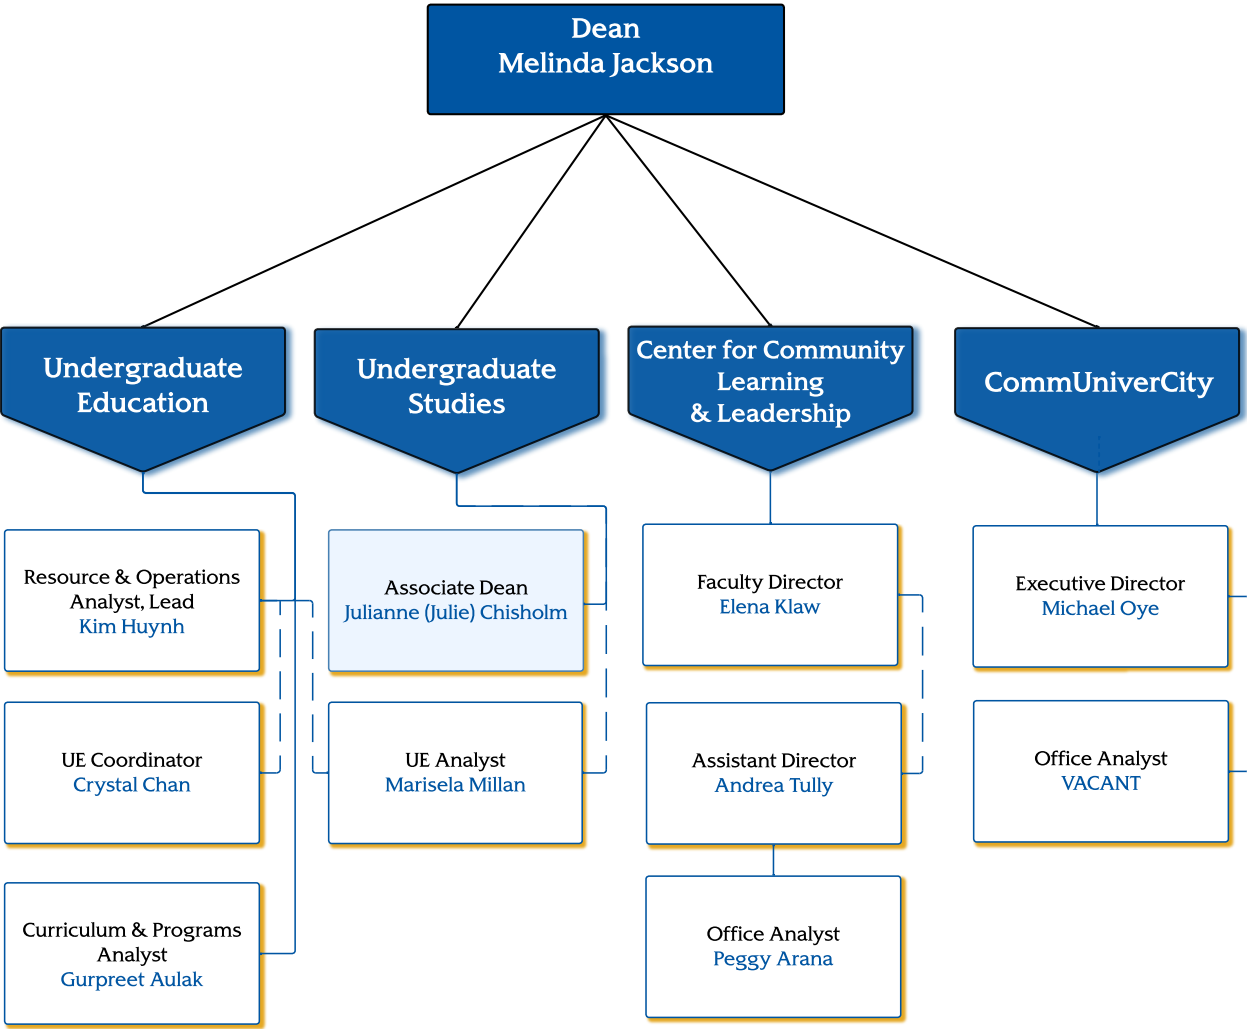 Dean
Melinda Jackson
Undergraduate
Education
Undergraduate
Studies
Center for Community
Learning
& Leadership
CommUniverCity
Resource & Operations
Analyst, Lead
Kim Huynh
Associate Dean
Julianne (Julie) Chisholm
Faculty Director
Elena Klaw
Executive Director
Michael Oye
UE Coordinator
Crystal Chan
UE Analyst
Marisela Millan
Assistant Director
Andrea Tully
Office Analyst
VACANT
Curriculum & Programs
Analyst
Gurpreet Aulak
Office Analyst
Peggy Arana